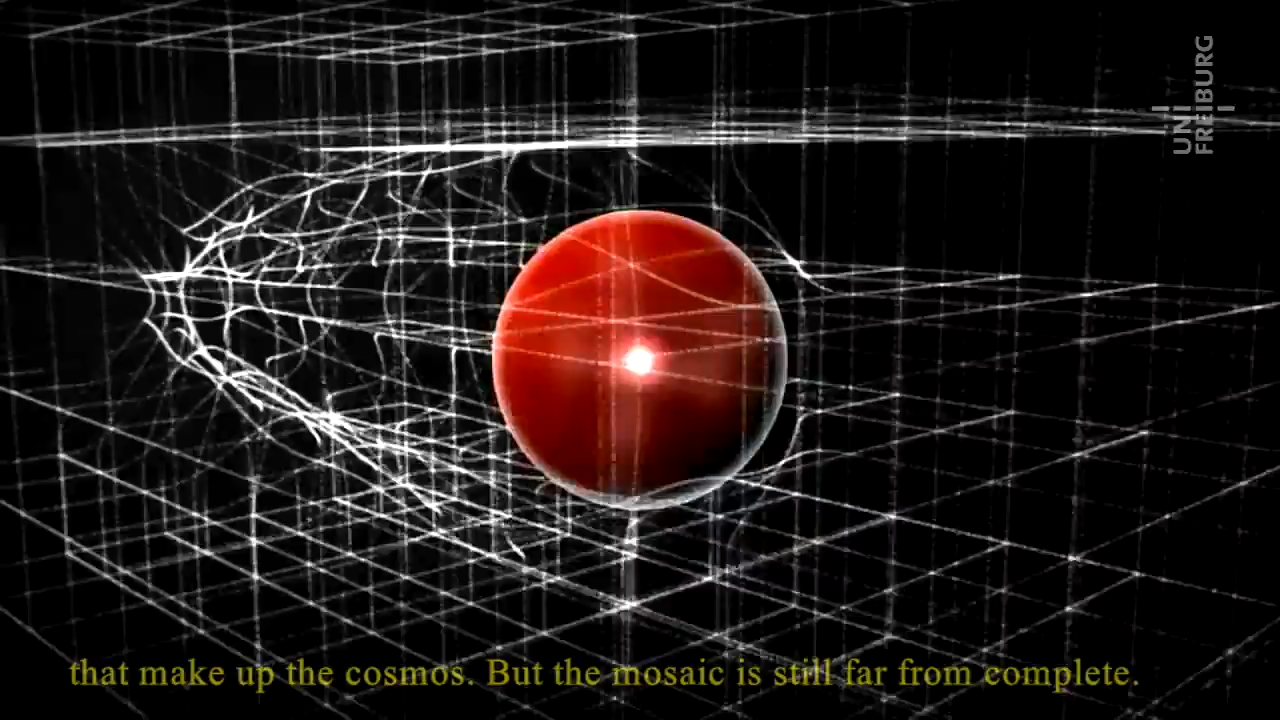 UNI
FREIBURG
that make up the cosmos. But the mosaic is still far from complete.